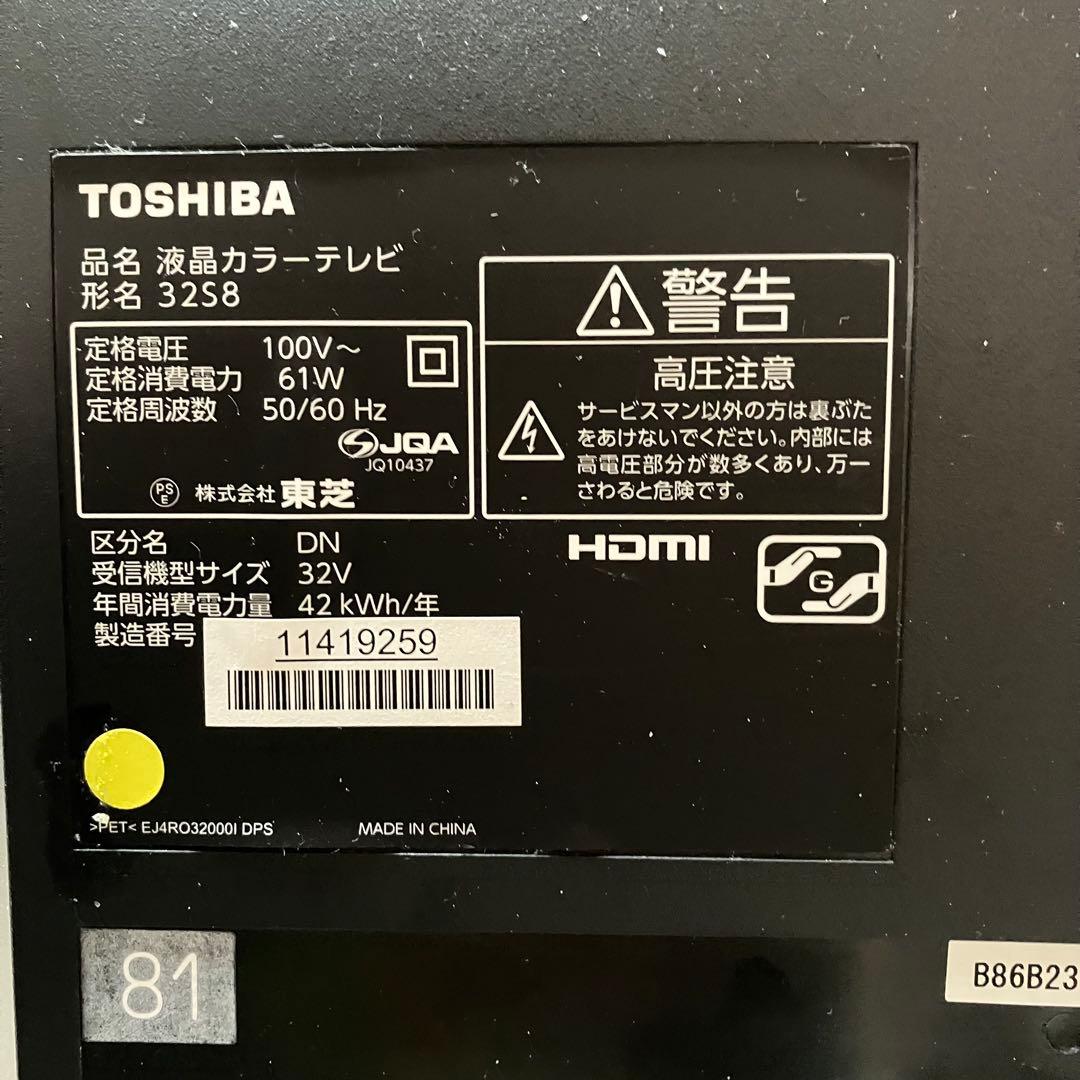 TOSHIBA
品名 液晶カラーテレビ
形名 32S8
定格電圧 100V～
定格消費電力 61W
定格周波数 50/60 Hz
JQA
JQ10437
PS
E
株式会社 東芝
警告
高圧注意
サービスマン以外の方は裏ぶた
をあけないでください。内部には
高電圧部分が数多くあり、万一
さわると危険です。
区分名 DN
受信機型サイズ 32V
年間消費電力量 42 kWh/年
製造番号 11419259
HDMI
G
>PET< EJ4RO32000I DPS
MADE IN CHINA
81
B86B23